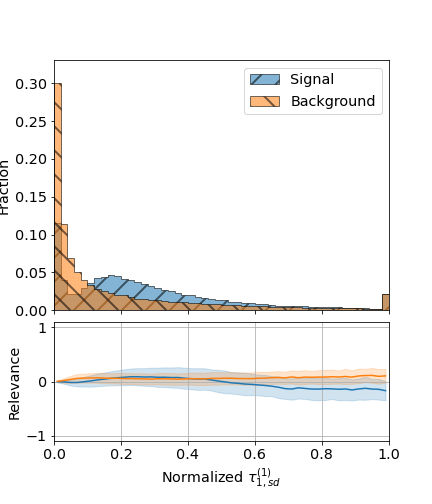 Signal
Background
Fraction
0.30
0.25
0.20
0.15
0.10
0.05
0.00
Relevance
1
0
−1
0.0 0.2 0.4 0.6 0.8 1.0
Normalized τ_{1,sd}^{(1)}